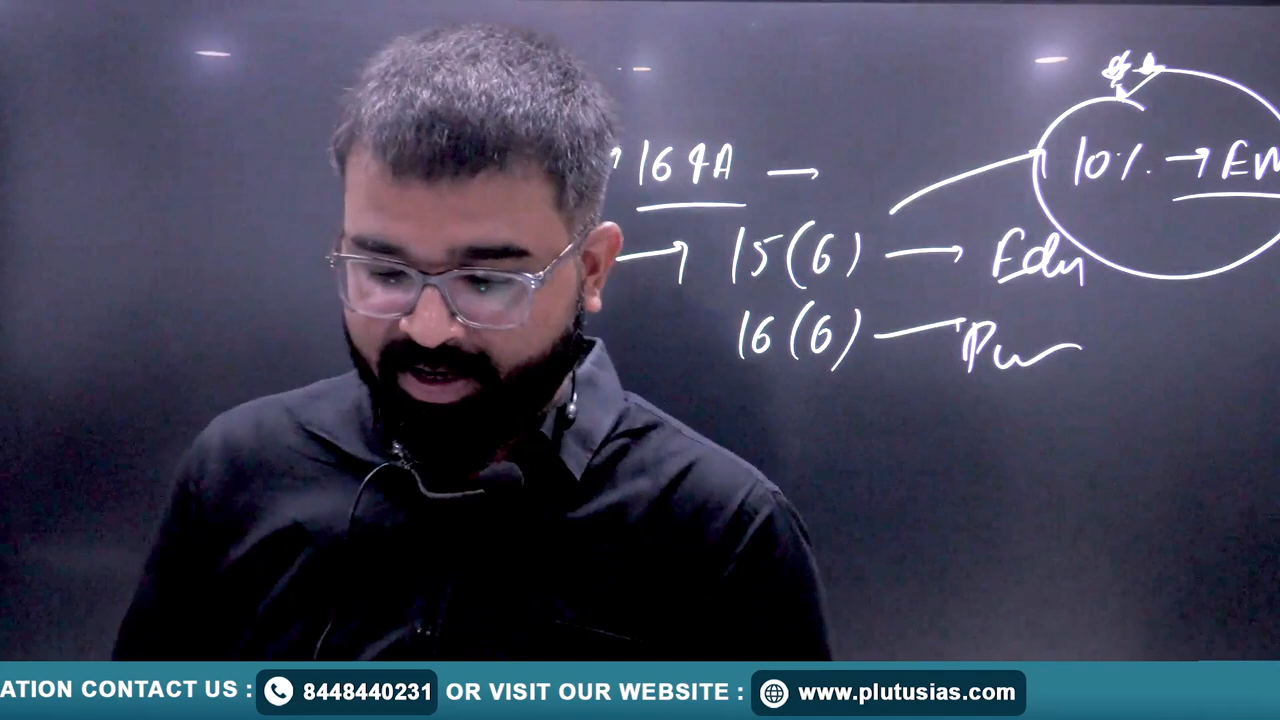 164A →
10% → EW
→ 15(6) → Edu
16(6) →
ATION CONTACT US : 8448440231 OR VISIT OUR WEBSITE : www.plutusias.com